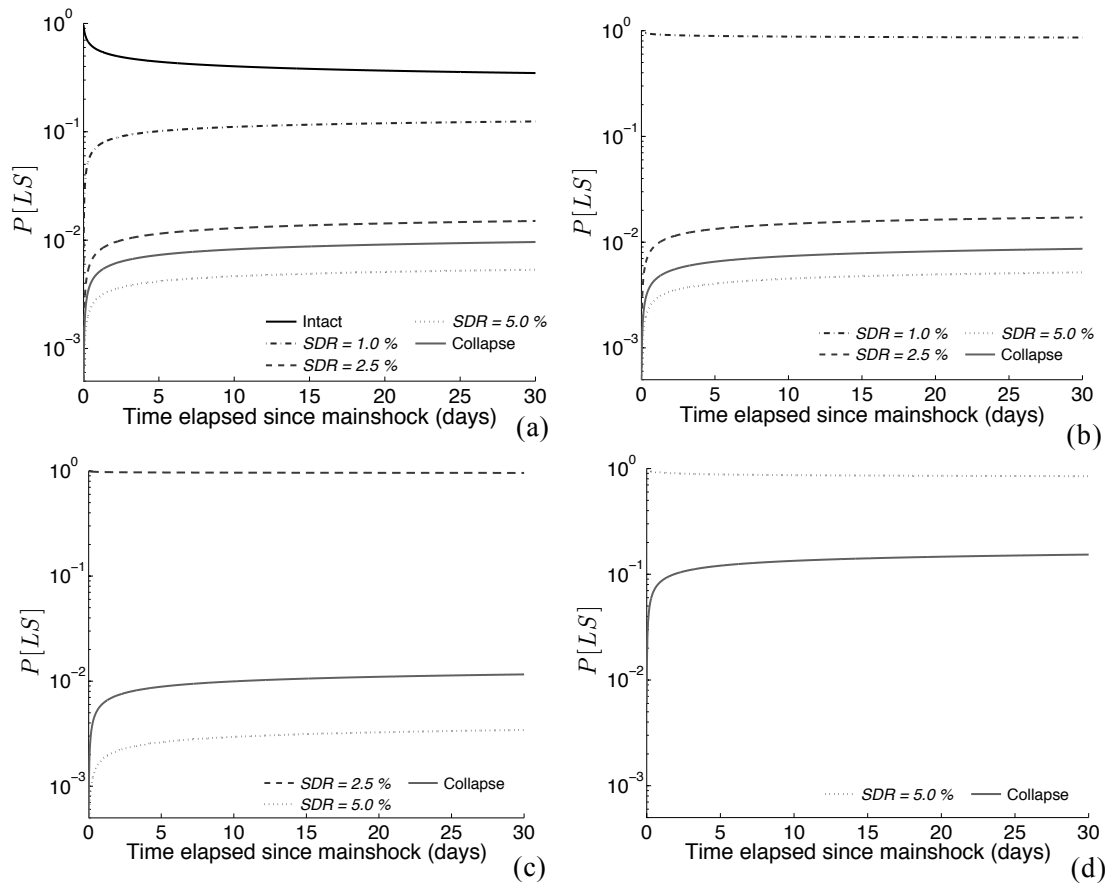 10^0
10^-1
10^-2
10^-3
P[LS]
Intact
SDR = 1.0 %
SDR = 2.5 %
SDR = 5.0 %
Collapse
0 5 10 15 20 25 30
Time elapsed since mainshock (days)
(a)
10^0
10^-1
10^-2
10^-3
P[LS]
SDR = 1.0 %
SDR = 2.5 %
SDR = 5.0 %
Collapse
0 5 10 15 20 25 30
Time elapsed since mainshock (days)
(b)
10^0
10^-1
10^-2
10^-3
P[LS]
SDR = 2.5 %
SDR = 5.0 %
Collapse
0 5 10 15 20 25 30
Time elapsed since mainshock (days)
(c)
10^0
10^-1
10^-2
10^-3
P[LS]
SDR = 5.0 %
Collapse
0 5 10 15 20 25 30
Time elapsed since mainshock (days)
(d)